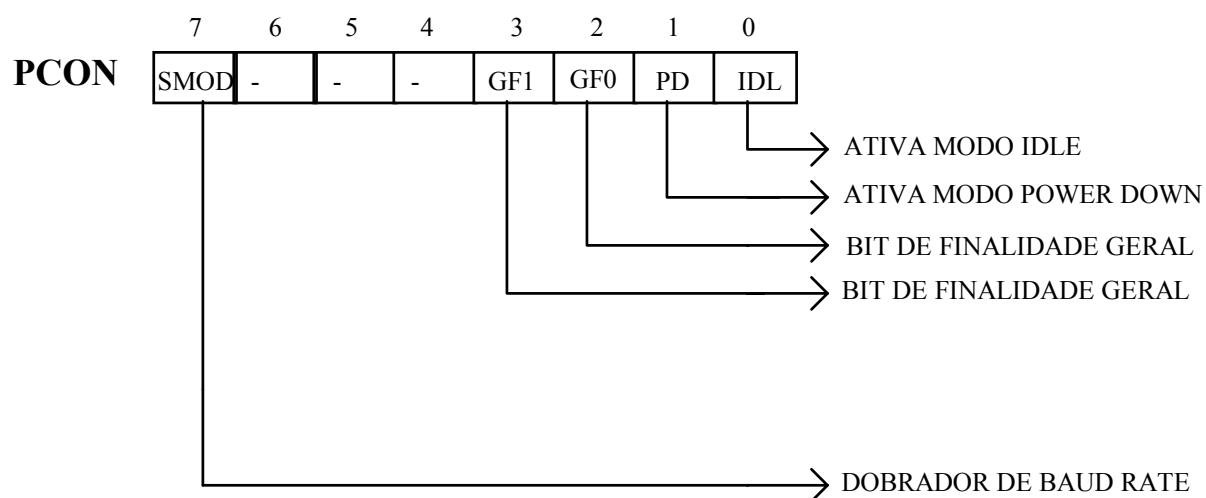 7 6 5 4 3 2 1 0
PCON SMOD - - - GF1 GF0 PD IDL
ATIVA MODO IDLE
ATIVA MODO POWER DOWN
BIT DE FINALIDADE GERAL
BIT DE FINALIDADE GERAL
DOBRADOR DE BAUD RATE